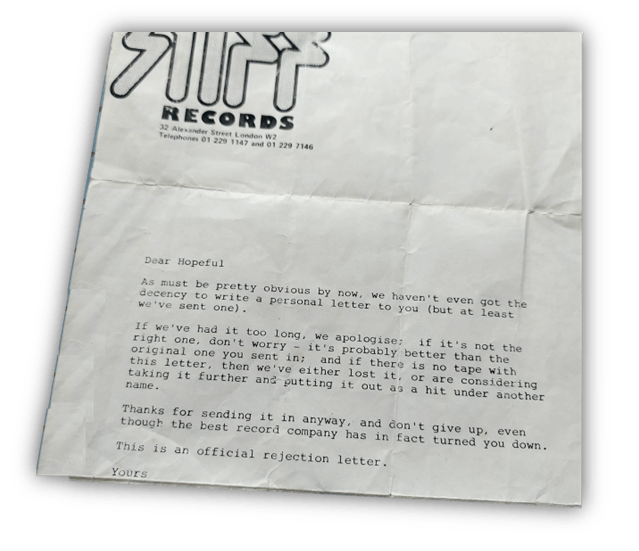 STIFF
RECORDS
32 Alexander Street London W2
Telephones 01 229 1147 and 01 229 7146
Dear Hopeful
As must be pretty obvious by now, we haven't even got the
decency to write a personal letter to you (but at least
we've sent one).
If we've had it too long, we apologise;  if it's not the
right one, don't worry - it's probably better than the
original one you sent in;  and if there is no tape with
this letter, then we've either lost it, or are considering
taking it further and putting it out as a hit under another
name.
Thanks for sending it in anyway, and don't give up, even
though the best record company has in fact turned you down.
This is an official rejection letter.
Yours